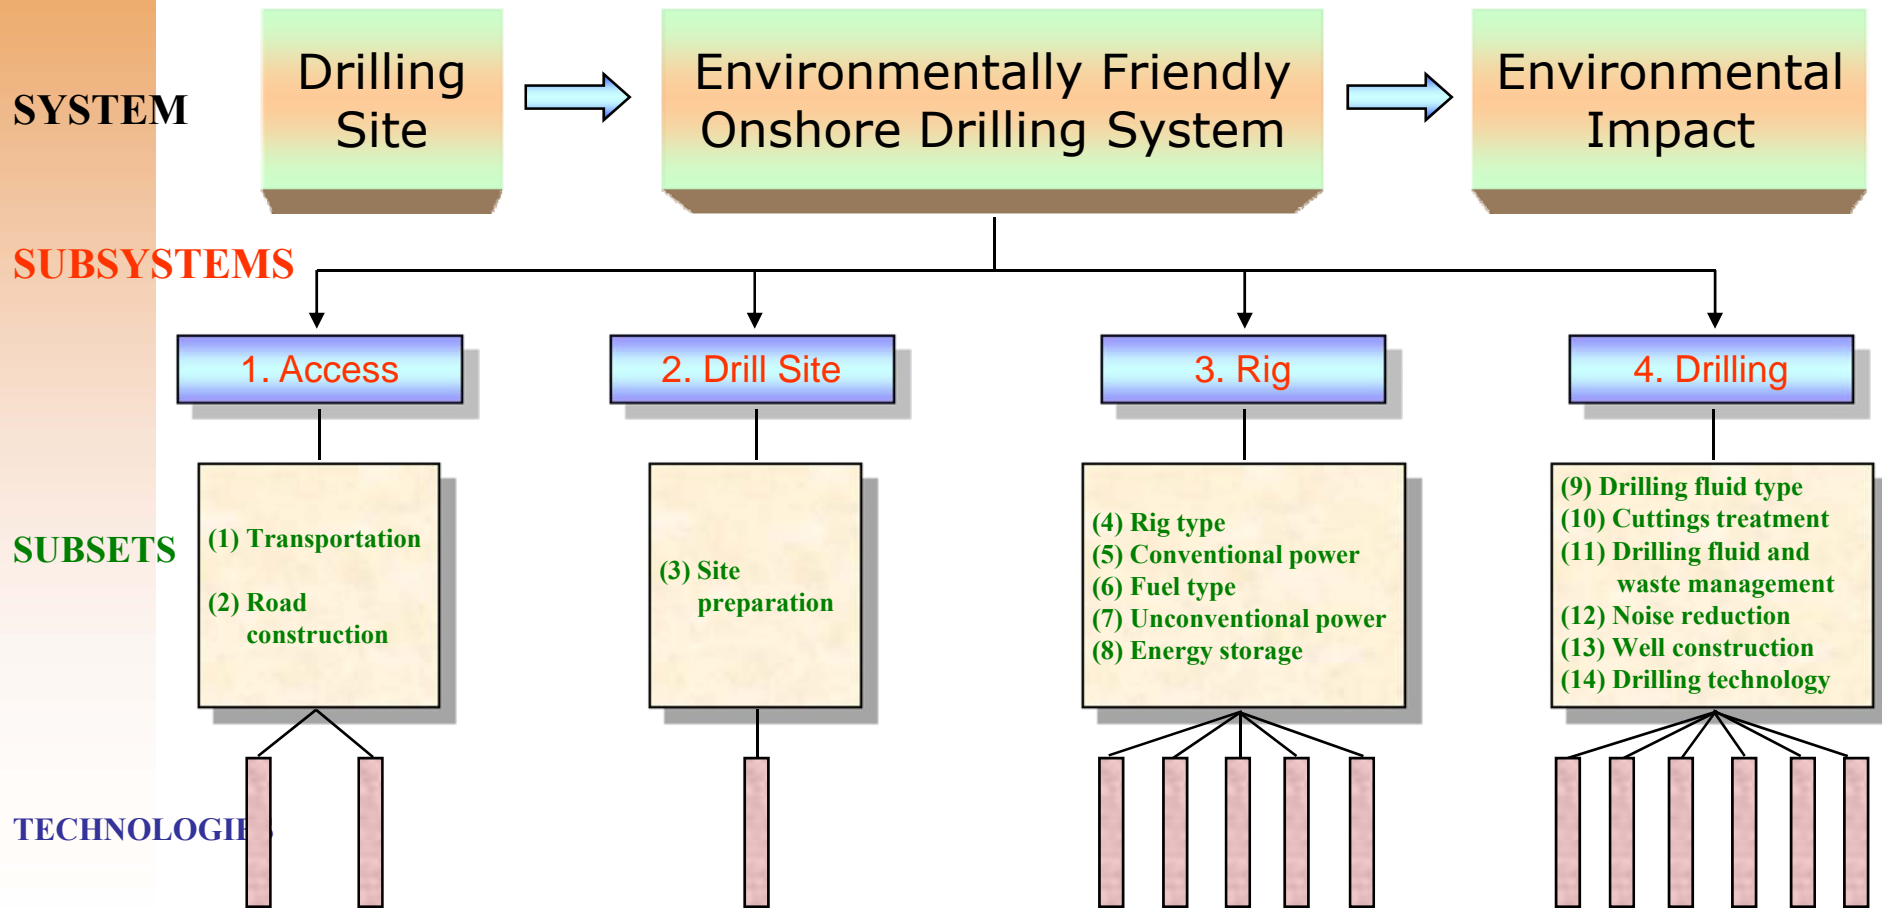 SYSTEM
Drilling
Site
Environmentally Friendly
Onshore Drilling System
Environmental
Impact
SUBSYSTEMS
1. Access
2. Drill Site
3. Rig
4. Drilling
SUBSETS
(1) Transportation
(2) Road
construction
(3) Site
preparation
(4) Rig type
(5) Conventional power
(6) Fuel type
(7) Unconventional power
(8) Energy storage
(9) Drilling fluid type
(10) Cuttings treatment
(11) Drilling fluid and
waste management
(12) Noise reduction
(13) Well construction
(14) Drilling technology
TECHNOLOGIES